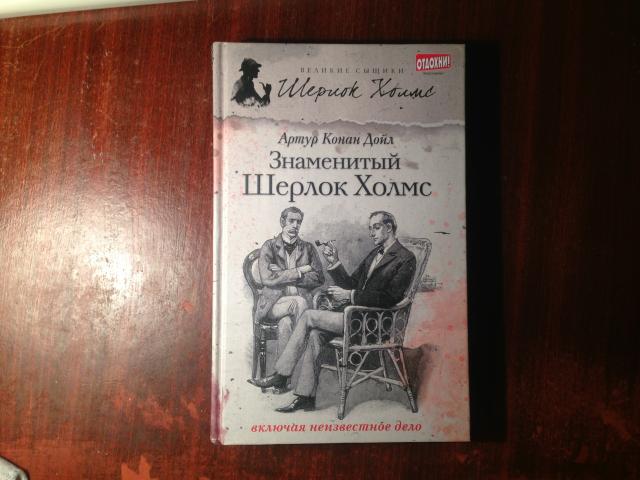 ВЕЛИКИЕ СЫЩИКИ
Шерлок Холмс
ОТДОХНИ!
Артур Конан Дойл
Знаменитый
Шерлок Холмс
включая неизвестное дело